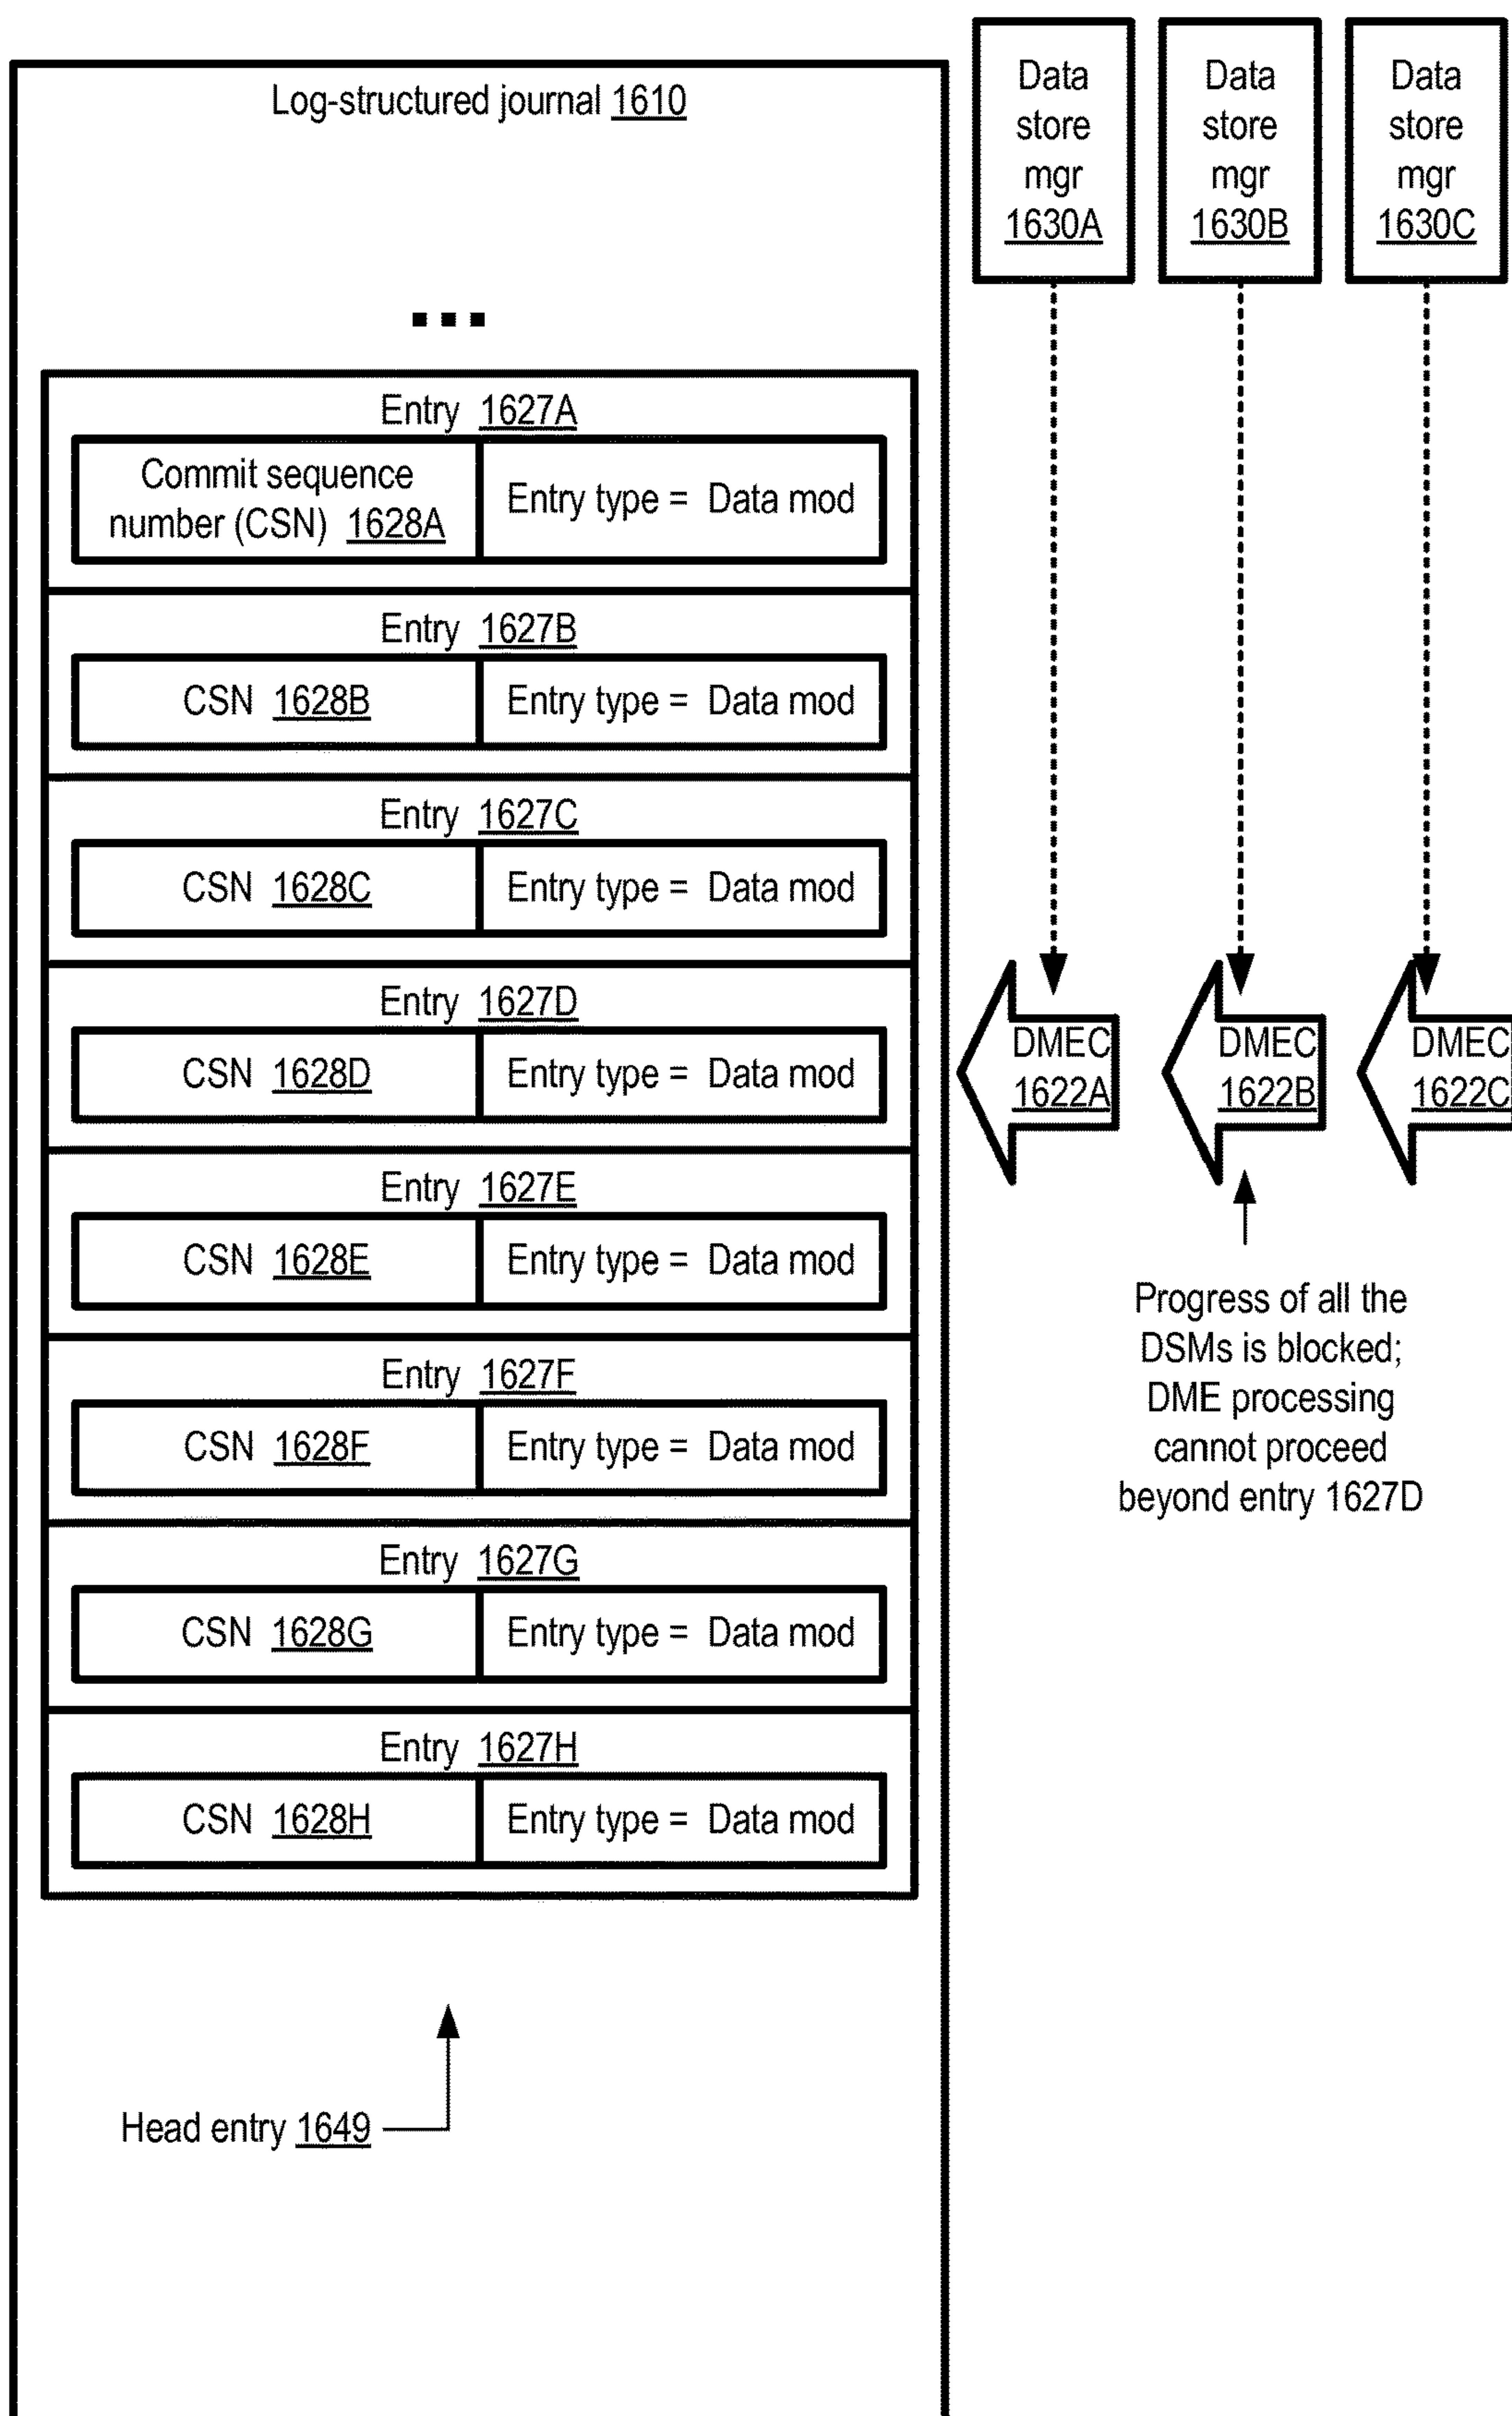 Log-structured journal 1610
Data
store
mgr
1630A
Data
store
mgr
1630B
Data
store
mgr
1630C
...
Entry 1627A
Commit sequence
number (CSN) 1628A
Entry type = Data mod
Entry 1627B
CSN 1628B
Entry type = Data mod
Entry 1627C
CSN 1628C
Entry type = Data mod
Entry 1627D
CSN 1628D
Entry type = Data mod
DMEC
1622A
DMEC
1622B
DMEC
1622C
Entry 1627E
CSN 1628E
Entry type = Data mod
Progress of all the
DSMs is blocked;
DME processing
cannot proceed
beyond entry 1627D
Entry 1627F
CSN 1628F
Entry type = Data mod
Entry 1627G
CSN 1628G
Entry type = Data mod
Entry 1627H
CSN 1628H
Entry type = Data mod
Head entry 1649